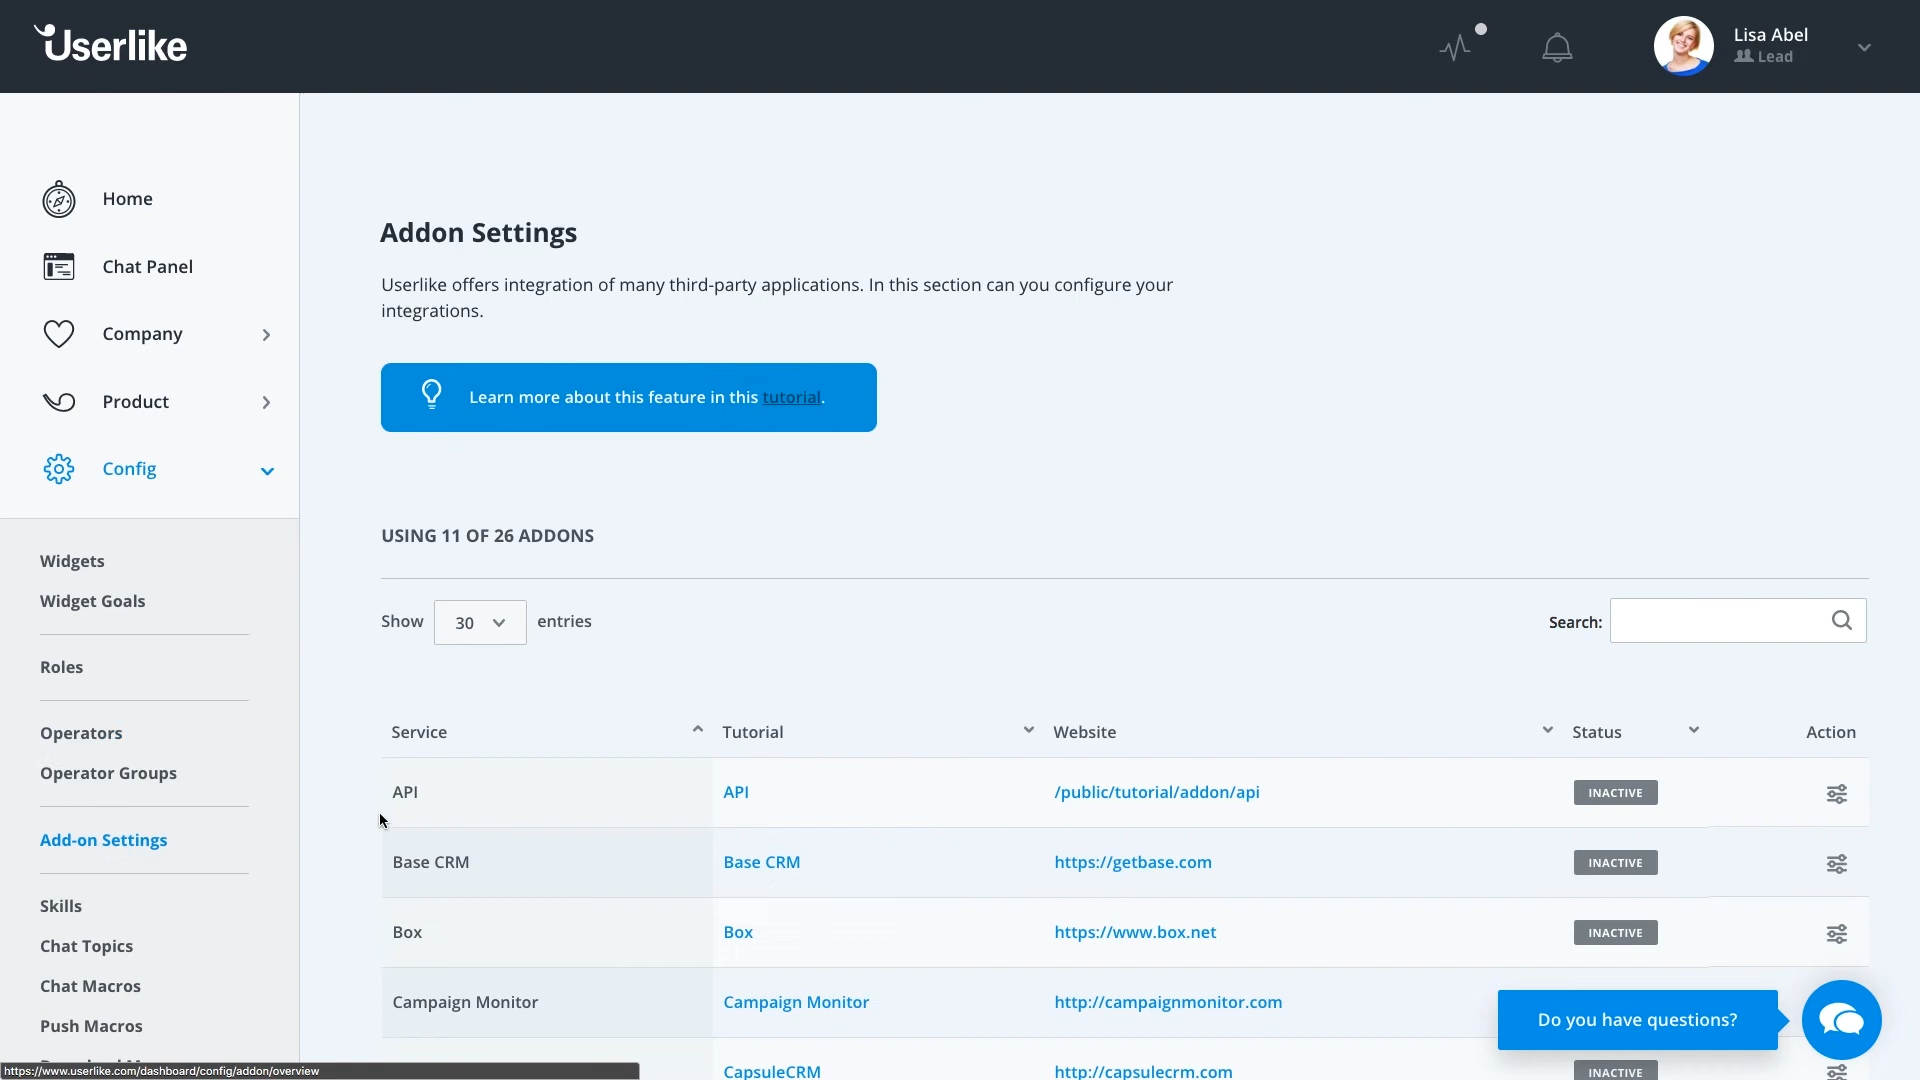 Userlike
Lisa Abel
Lead
Home
Chat Panel
Company
Product
Config
Widgets
Widget Goals
Roles
Operators
Operator Groups
Add-on Settings
Skills
Chat Topics
Chat Macros
Push Macros
https://www.userlike.com/dashboard/config/addon/overview
Addon Settings
Userlike offers integration of many third-party applications. In this section can you configure your
integrations.
Learn more about this feature in this tutorial.
USING 11 OF 26 ADDONS
Show 30 entries
Search:
Service Tutorial Website Status Action
API API /public/tutorial/addon/api INACTIVE
Base CRM Base CRM https://getbase.com INACTIVE
Box Box https://www.box.net INACTIVE
Campaign Monitor Campaign Monitor http://campaignmonitor.com
CapsuleCRM http://capsulecrm.com INACTIVE
Do you have questions?